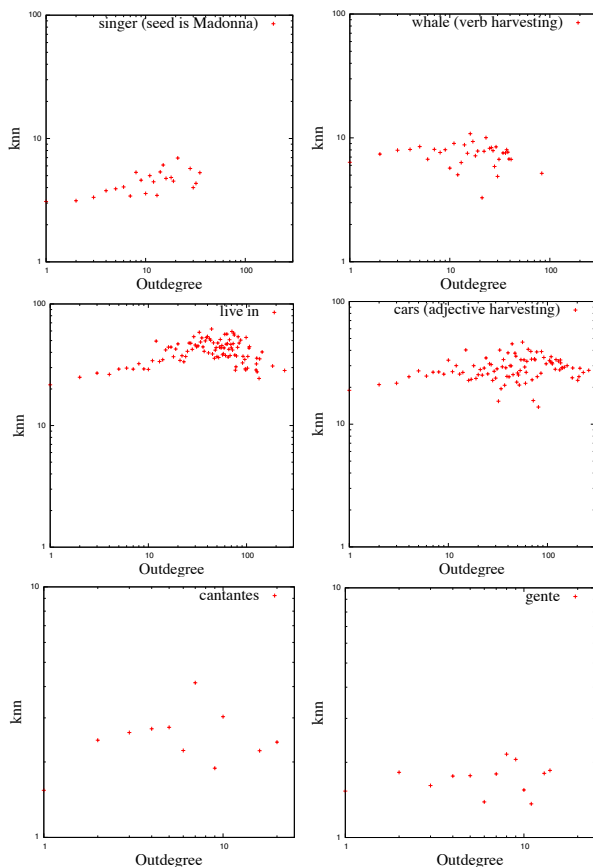 singer (seed is Madonna)
100
10
1
knn
1 10 100
Outdegree
whale (verb harvesting)
100
10
1
knn
1 10 100
Outdegree
live in
100
10
1
knn
1 10 100
Outdegree
cars (adjective harvesting)
100
10
1
knn
1 10 100
Outdegree
cantantes
10
1
knn
1 10
Outdegree
gente
10
1
knn
1 10
Outdegree